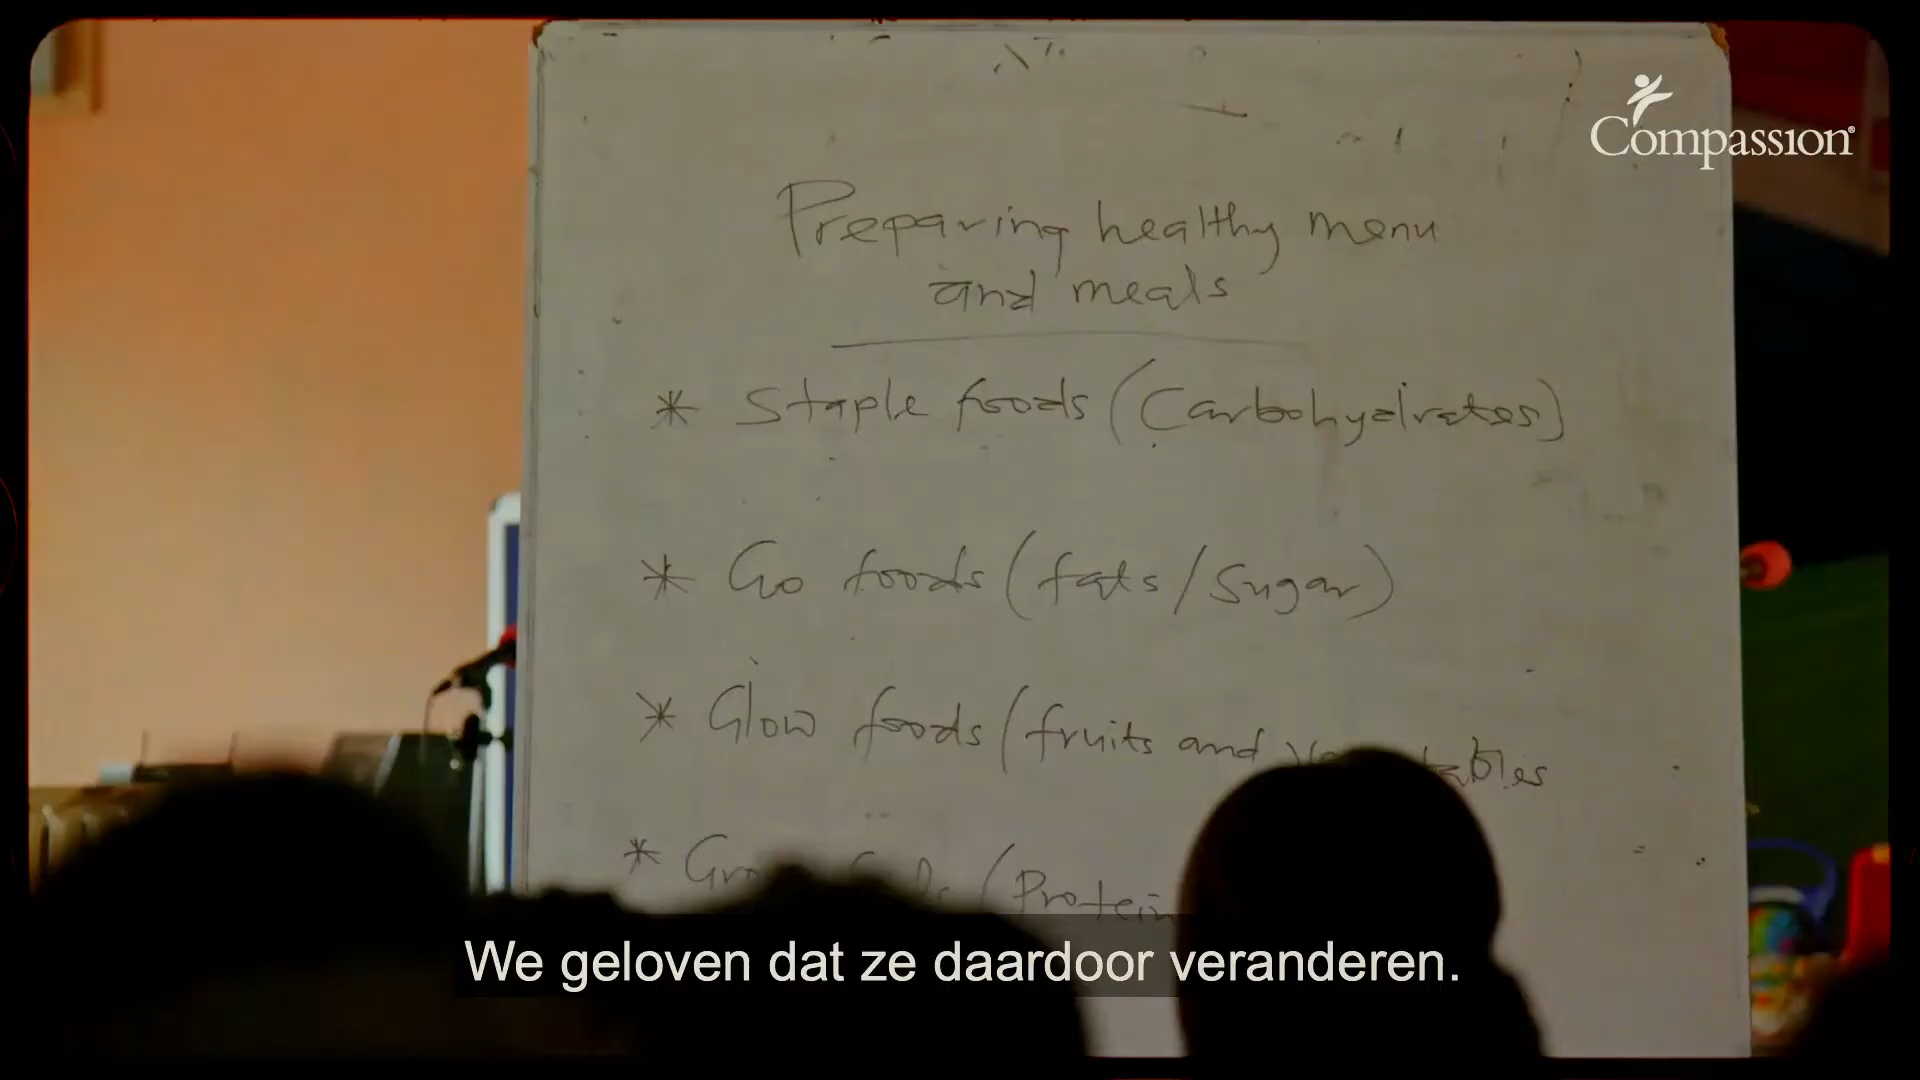 Compassion®
Preparing healthy menu
and meals
* Staple foods (Carbohydrates)
* Go foods (fats/Sugar)
* Glow foods (fruits and
* (Protein
We geloven dat ze daardoor veranderen.